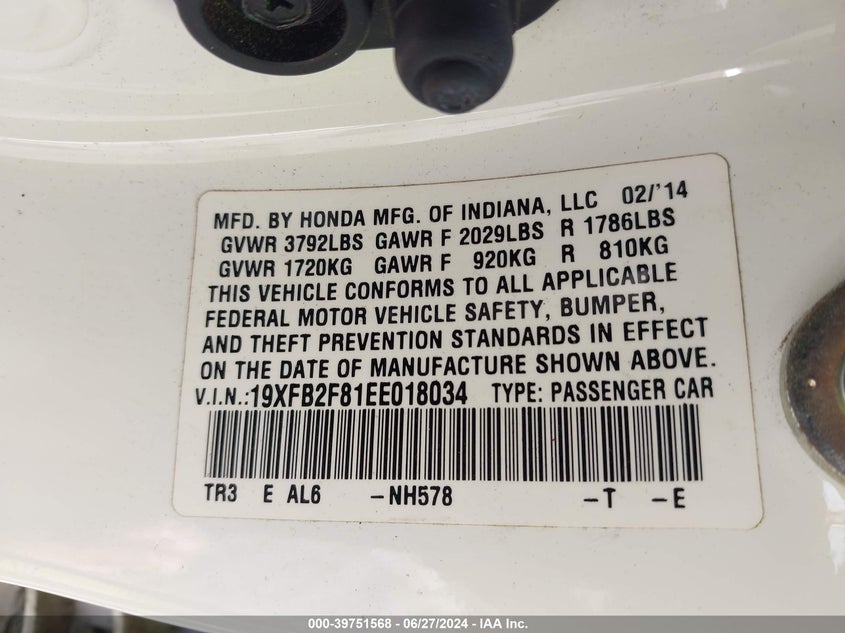 MFD. BY HONDA MFG. OF INDIANA, LLC 02/'14
GVWR 3792LBS GAWR F 2029LBS R 1786LBS
GVWR 1720KG GAWR F 920KG R 810KG
THIS VEHICLE CONFORMS TO ALL APPLICABLE
FEDERAL MOTOR VEHICLE SAFETY, BUMPER,
AND THEFT PREVENTION STANDARDS IN EFFECT
ON THE DATE OF MANUFACTURE SHOWN ABOVE.
V.I.N.:19XFB2F81EE018034 TYPE: PASSENGER CAR
TR3 E AL6 -NH578 -T -E
000-39751568 - 06/27/2024 - IAA Inc.